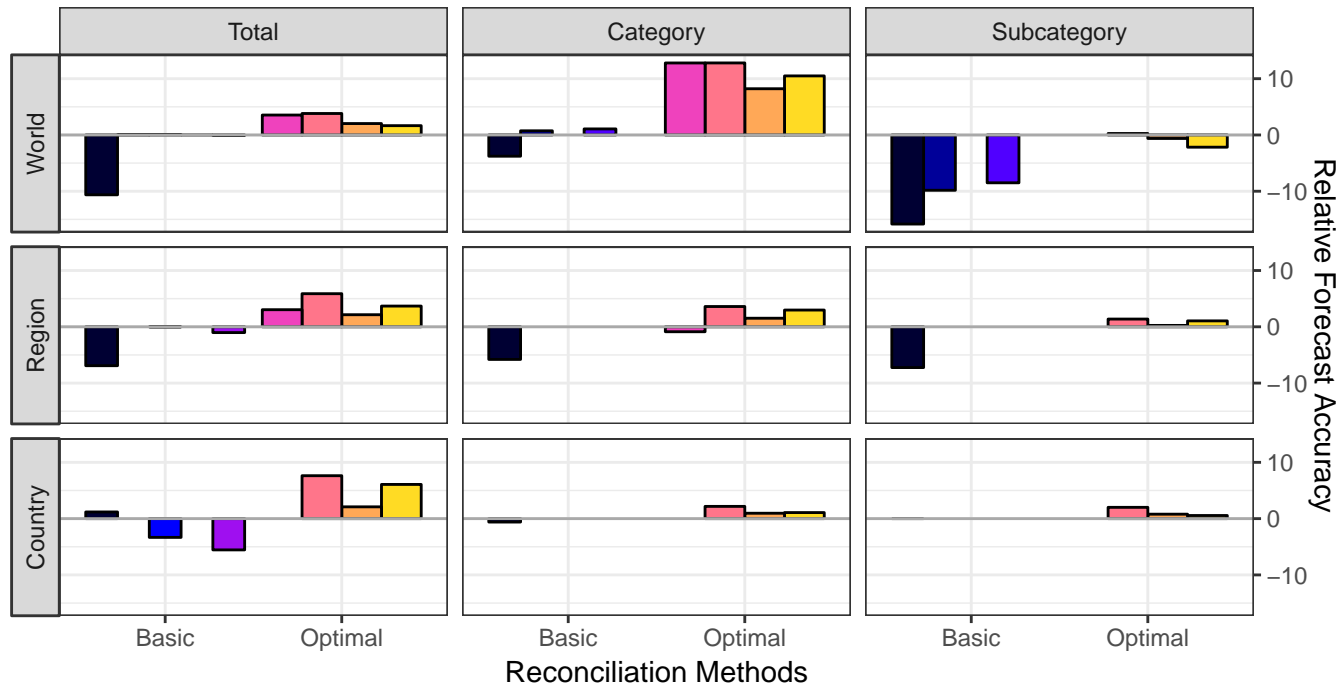 Total
Category
Subcategory
World
10
0
−10
Region
10
0
−10
Country
10
0
−10
Relative Forecast Accuracy
Basic
Optimal
Basic
Optimal
Basic
Optimal
Reconciliation Methods